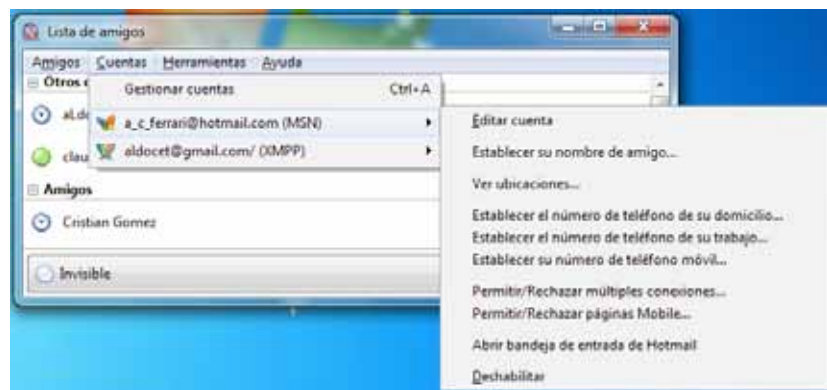 Lista de amigos
Amigos Cuentas Herramientas Ayuda
Otros
Gestionar cuentas Ctrl+A
a_c_ferrari@hotmail.com (MSN)
aldocet@gmail.com/ (XMPP)
Amigos
Cristian Gomez
Invisible
Editar cuenta
Establecer su nombre de amigo...
Ver ubicaciones...
Establecer el número de teléfono de su domicilio...
Establecer el número de teléfono de su trabajo...
Establecer su número de teléfono móvil...
Permitir/Rechazar múltiples conexiones...
Permitir/Rechazar páginas Mobile...
Abrir bandeja de entrada de Hotmail
Deshabilitar